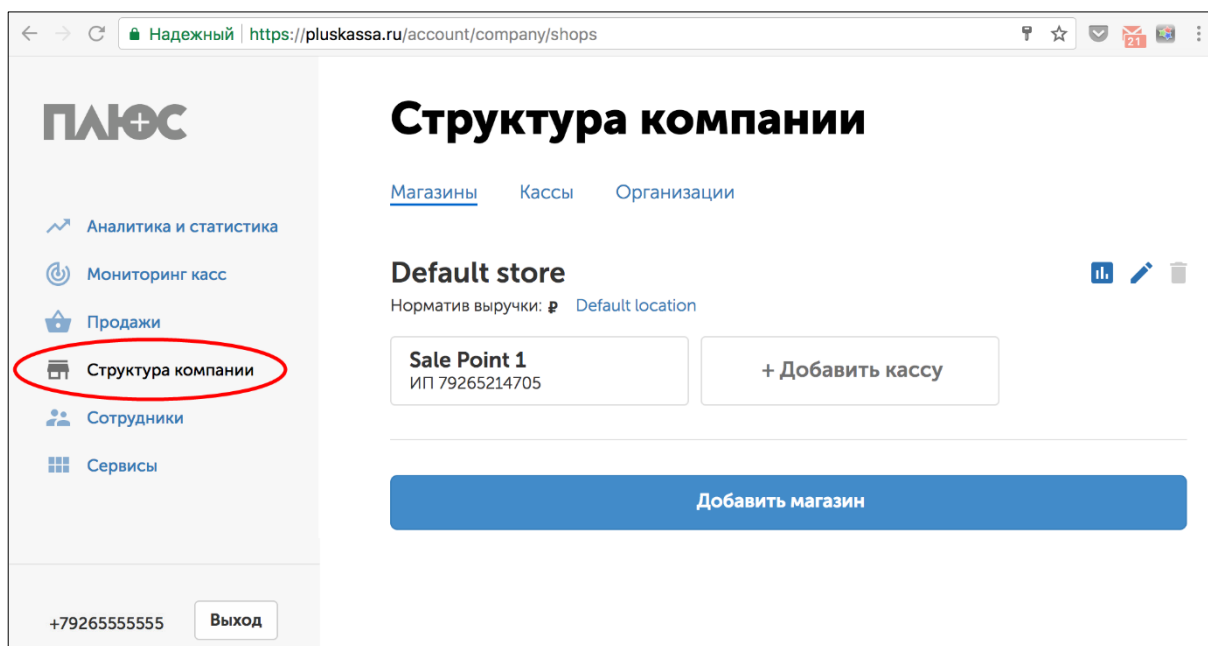 Надежный https://pluskassa.ru/account/company/shops
21
ПЛЮС
Аналитика и статистика
Мониторинг касс
Продажи
Структура компании
Сотрудники
Сервисы
+79265555555 Выход
Структура компании
Магазины Кассы Организации
Default store
Норматив выручки: ₽ Default location
Sale Point 1
ИП 79265214705
+ Добавить кассу
Добавить магазин